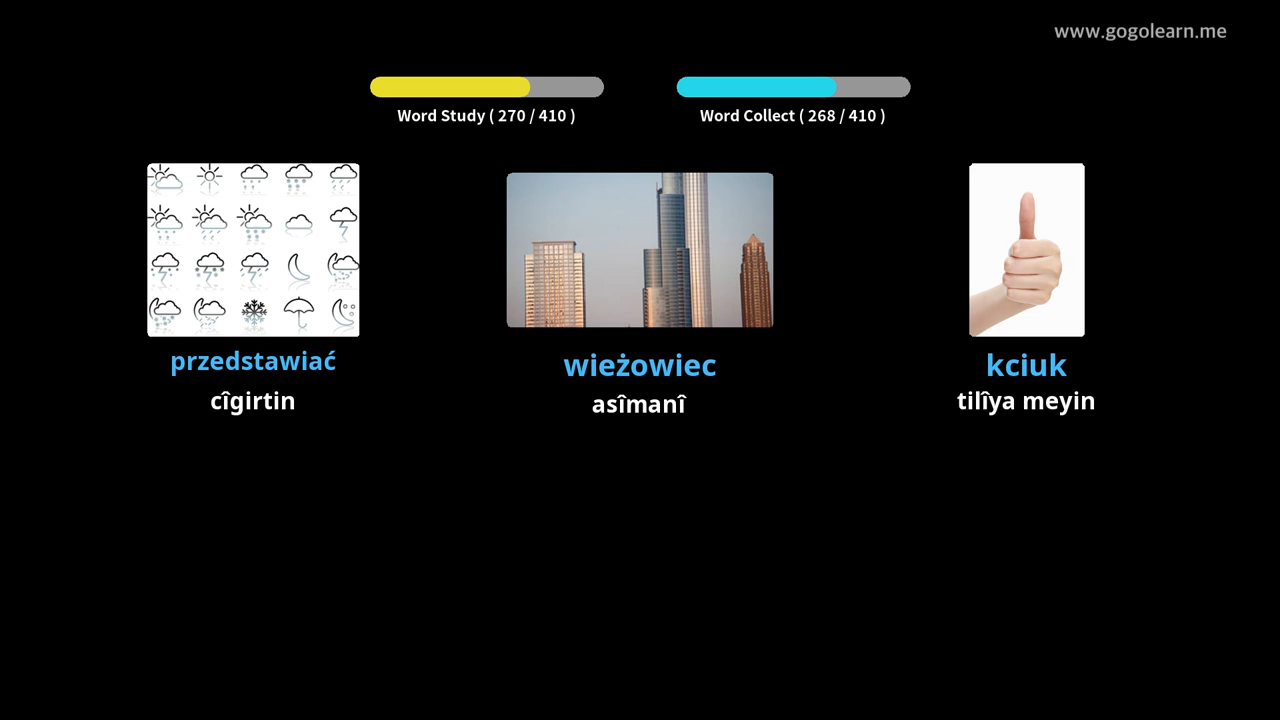 www.gogolearn.me
Word Study ( 270 / 410 )
Word Collect ( 268 / 410 )
przedstawiać
cîgirtin
wieżowiec
asîmanî
kciuk
tilîya meyin